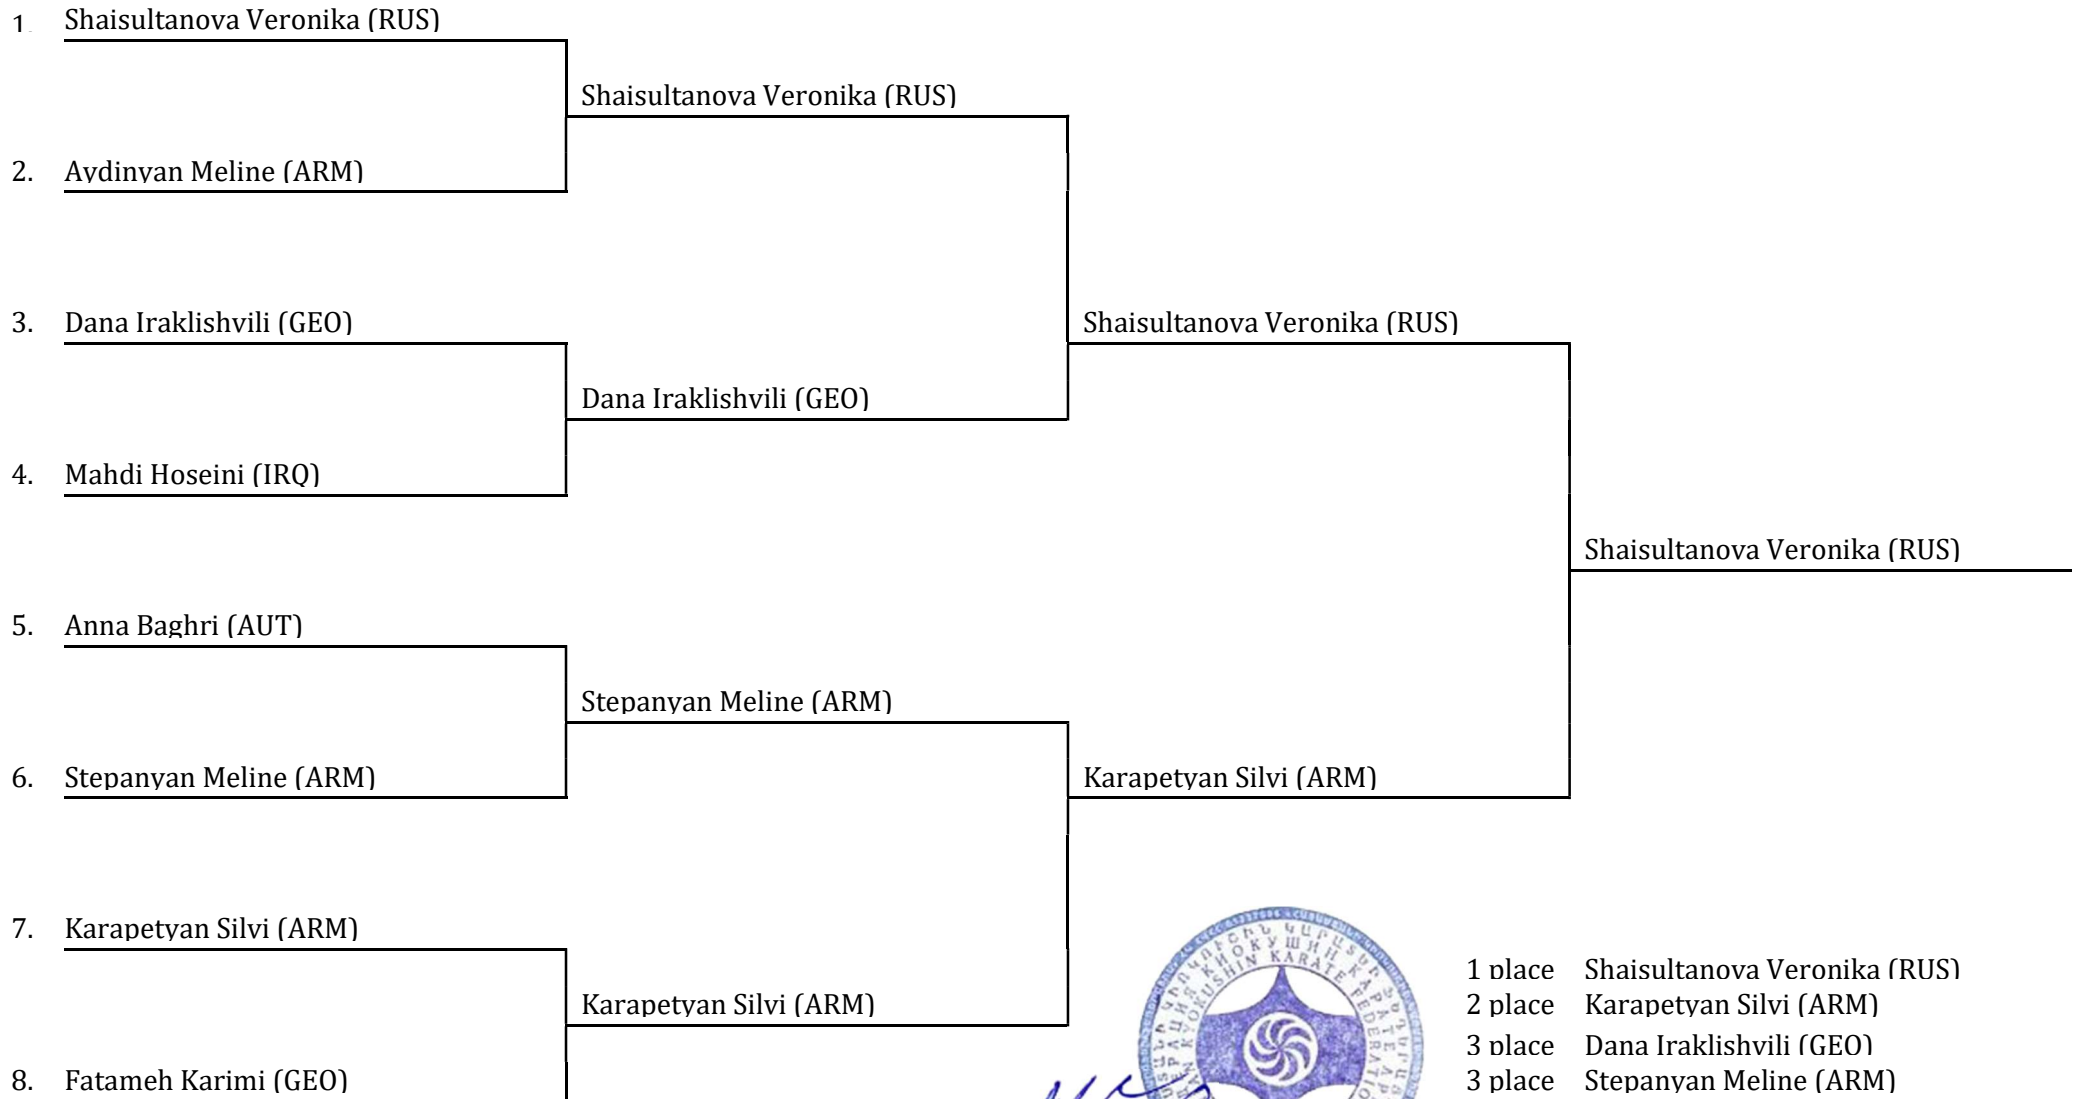 1. Shaisultanova Veronika (RUS)
Shaisultanova Veronika (RUS)
2. Aydinyan Meline (ARM)
3. Dana Iraklishvili (GEO)
Shaisultanova Veronika (RUS)
Dana Iraklishvili (GEO)
4. Mahdi Hoseini (IRQ)
Shaisultanova Veronika (RUS)
5. Anna Baghri (AUT)
Stepanyan Meline (ARM)
6. Stepanyan Meline (ARM)
Karapetyan Silvi (ARM)
7. Karapetyan Silvi (ARM)
Karapetyan Silvi (ARM)
8. Fatameh Karimi (GEO)
КИОКУШИН КАРАТЕ
KYOKUSHIN KARATE FEDERATIO
1 place Shaisultanova Veronika (RUS)
2 place Karapetyan Silvi (ARM)
3 place Dana Iraklishvili (GEO)
3 place Stepanyan Meline (ARM)